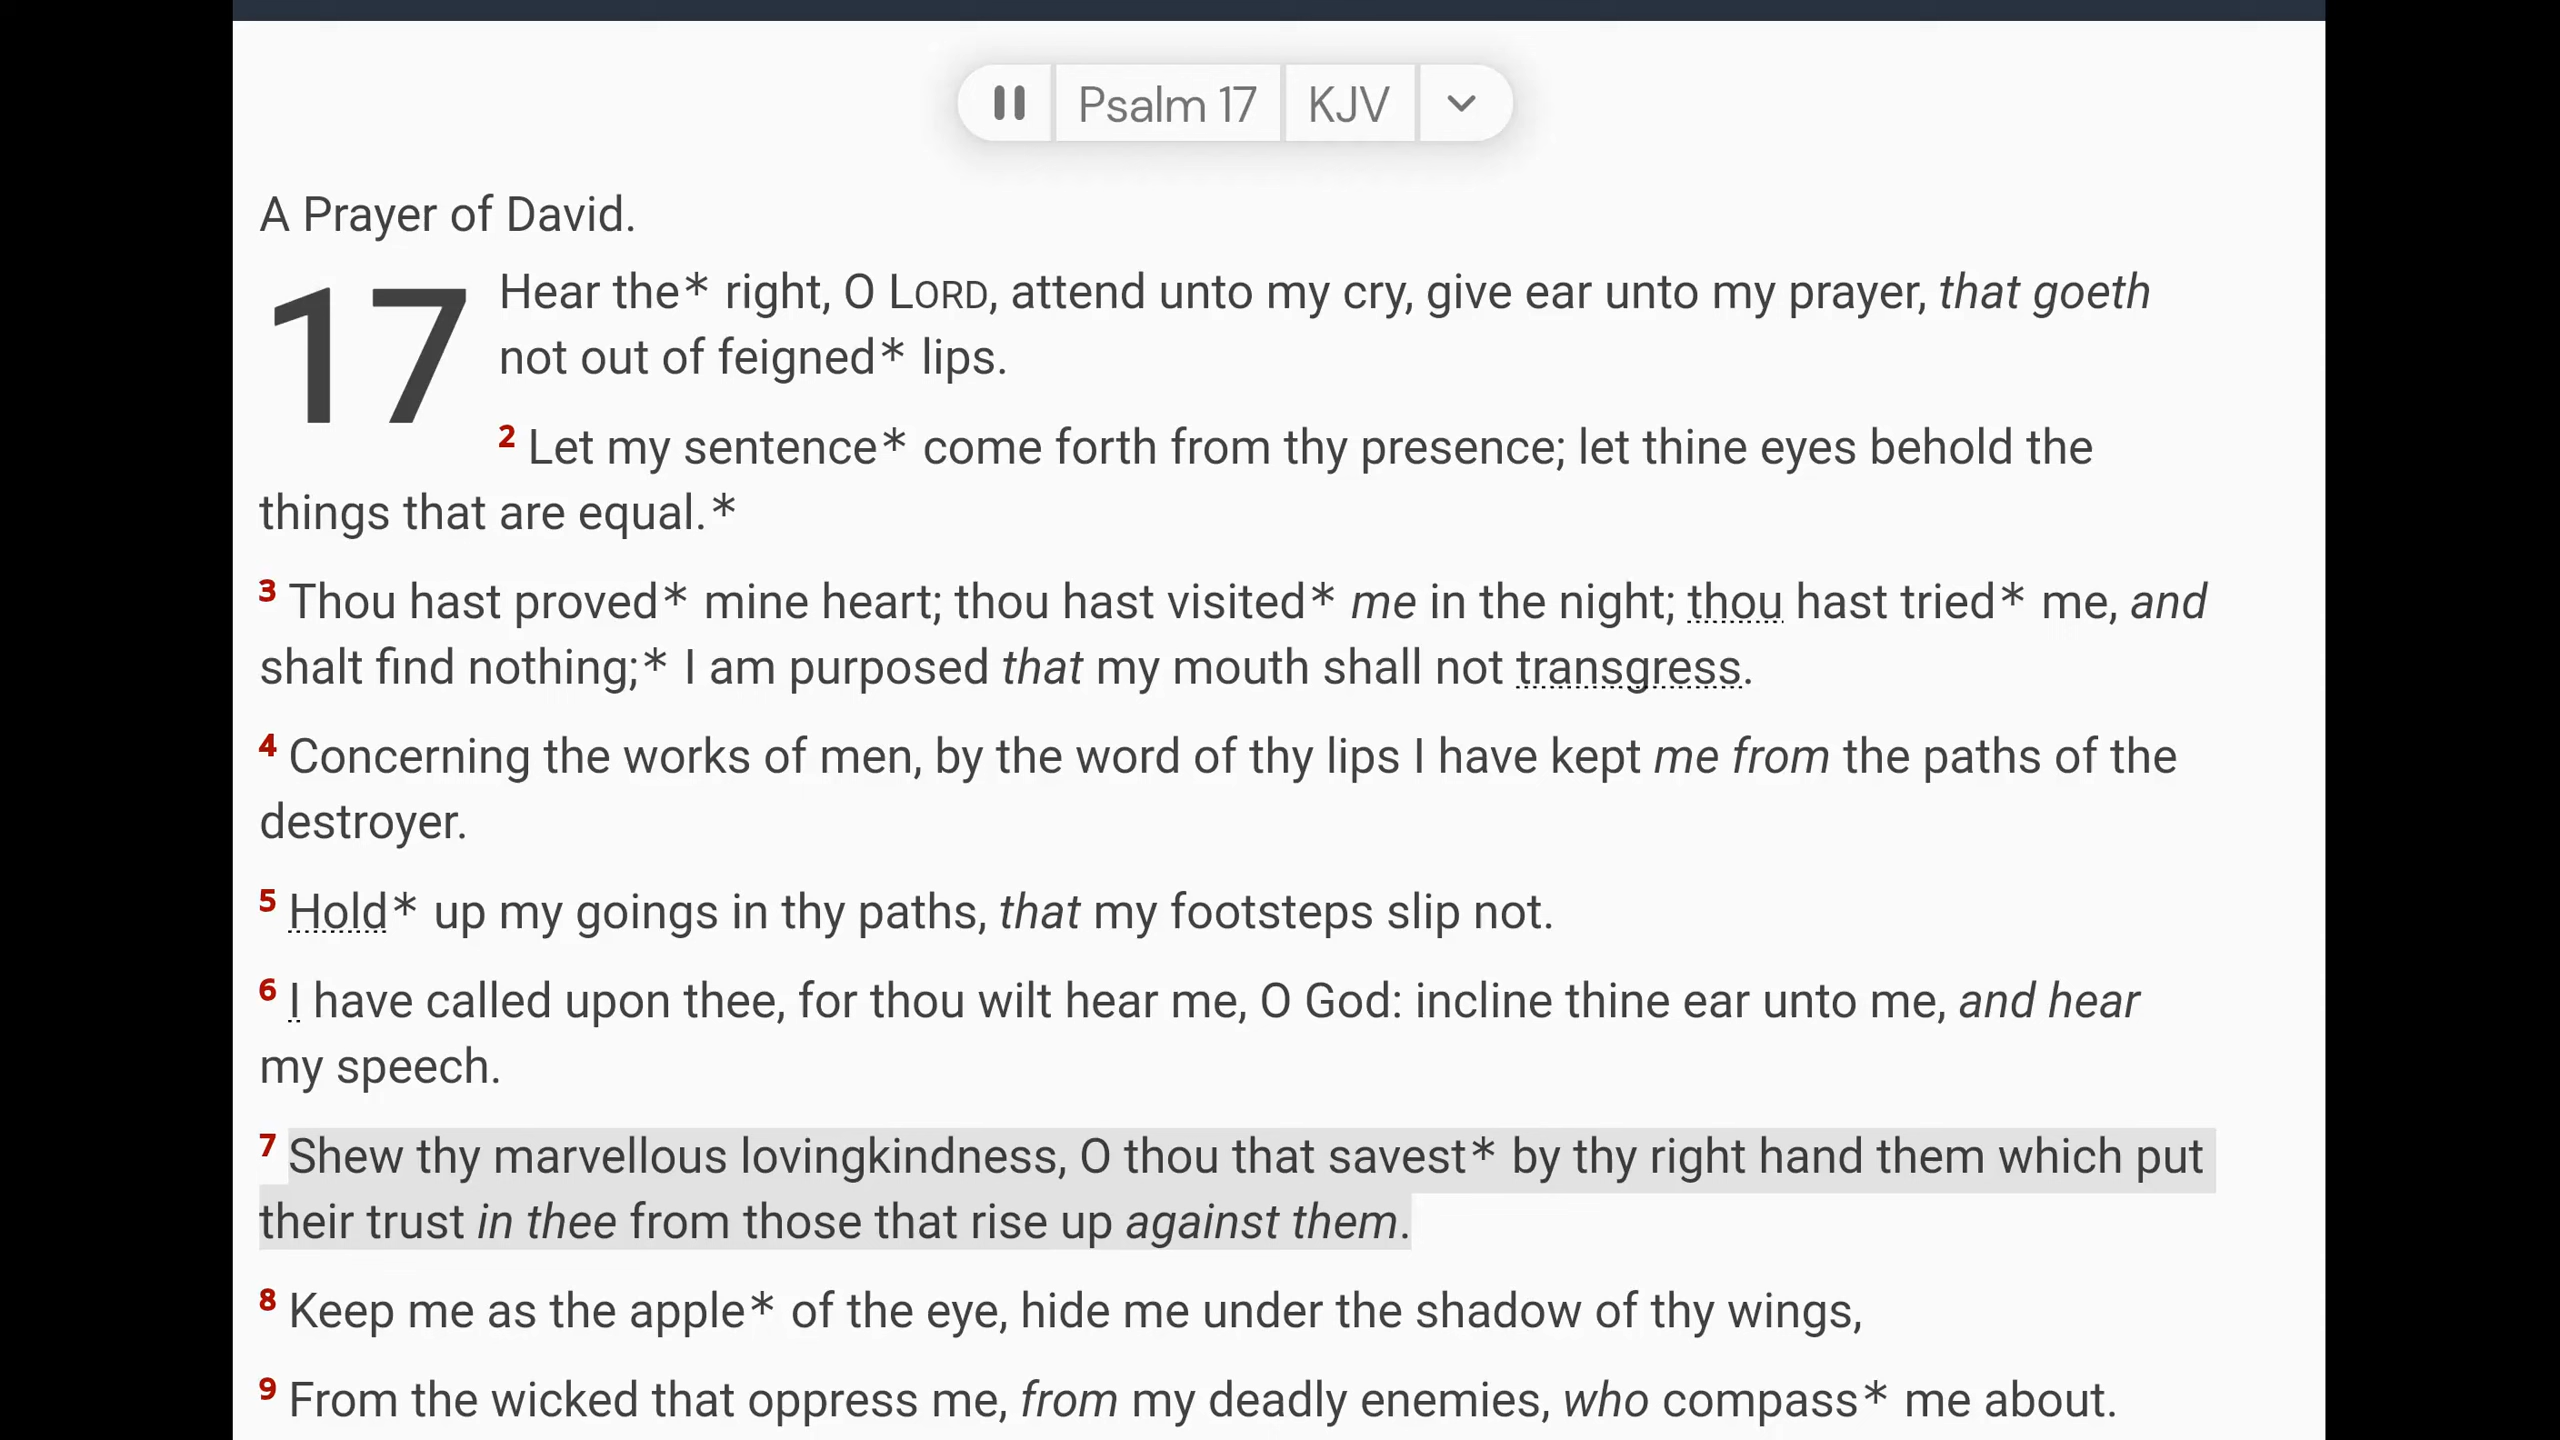 Psalm 17 KJV
A Prayer of David.
17 Hear the* right, O LORD, attend unto my cry, give ear unto my prayer, that goeth
not out of feigned* lips.
2 Let my sentence* come forth from thy presence; let thine eyes behold the
things that are equal.*
3 Thou hast proved* mine heart; thou hast visited* me in the night; thou hast tried* me, and
shalt find nothing;* I am purposed that my mouth shall not transgress.
4 Concerning the works of men, by the word of thy lips I have kept me from the paths of the
destroyer.
5 Hold* up my goings in thy paths, that my footsteps slip not.
6 I have called upon thee, for thou wilt hear me, O God: incline thine ear unto me, and hear
my speech.
7 Shew thy marvellous lovingkindness, O thou that savest* by thy right hand them which put
their trust in thee from those that rise up against them.
8 Keep me as the apple* of the eye, hide me under the shadow of thy wings,
9 From the wicked that oppress me, from my deadly enemies, who compass* me about.